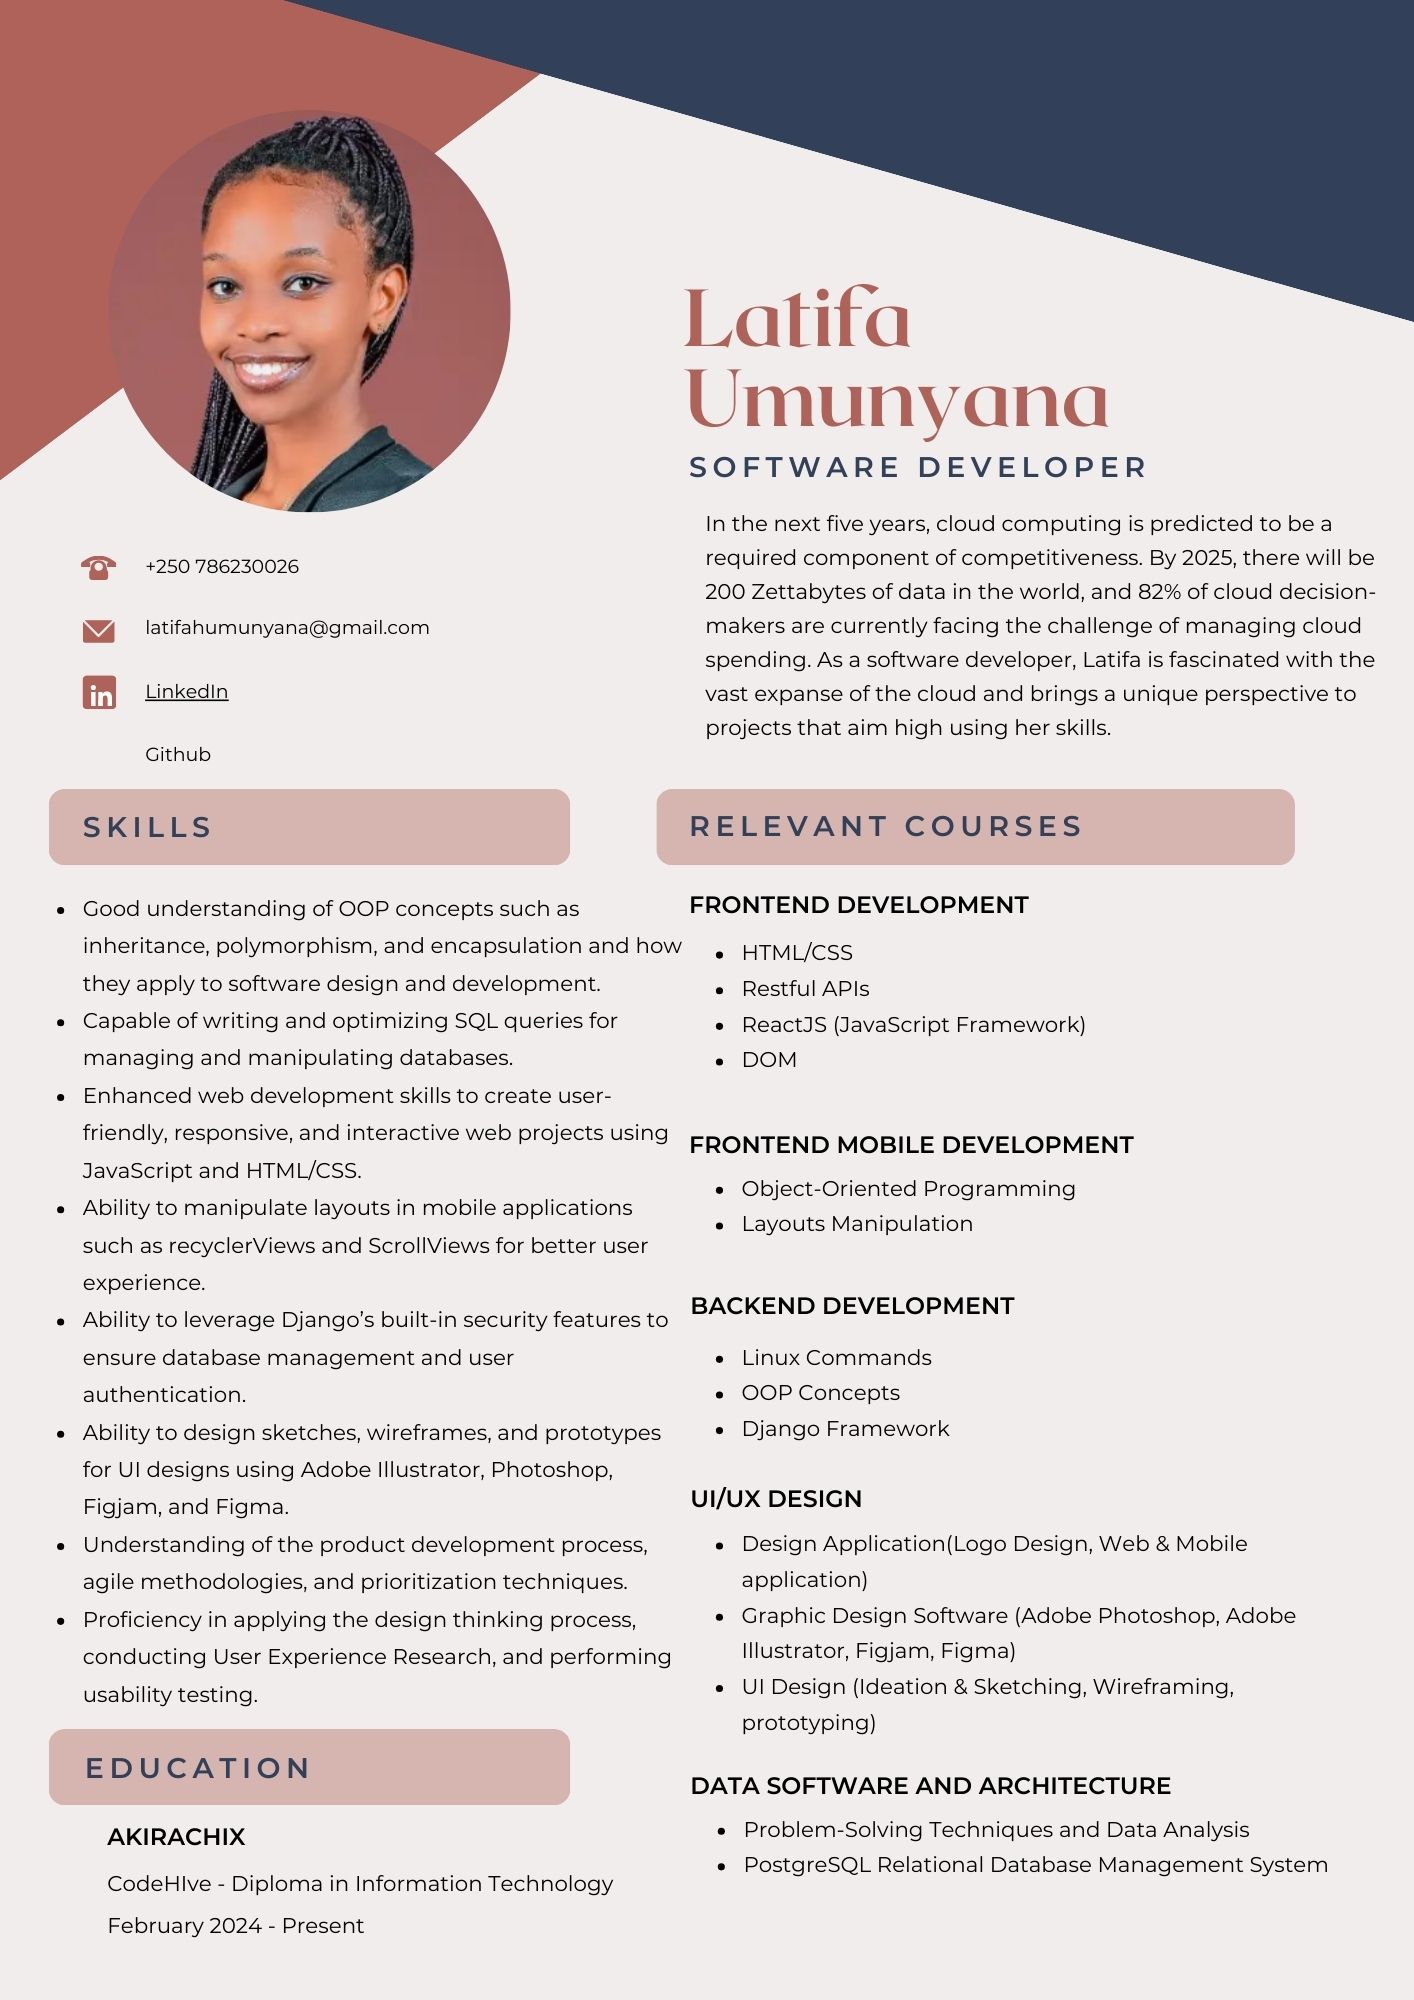 Latifa
Umunyana
SOFTWARE DEVELOPER
In the next five years, cloud computing is predicted to be a
required component of competitiveness. By 2025, there will be
200 Zettabytes of data in the world, and 82% of cloud decision-
makers are currently facing the challenge of managing cloud
spending. As a software developer, Latifa is fascinated with the
vast expanse of the cloud and brings a unique perspective to
projects that aim high using her skills.
+250 786230026
latifahumunyana@gmail.com
in
LinkedIn
Github
SKILLS
• Good understanding of OOP concepts such as
inheritance, polymorphism, and encapsulation and how
they apply to software design and development.
• Capable of writing and optimizing SQL queries for
managing and manipulating databases.
• Enhanced web development skills to create user-
friendly, responsive, and interactive web projects using
JavaScript and HTML/CSS.
• Ability to manipulate layouts in mobile applications
such as recyclerViews and ScrollViews for better user
experience.
• Ability to leverage Django’s built-in security features to
ensure database management and user
authentication.
• Ability to design sketches, wireframes, and prototypes
for UI designs using Adobe Illustrator, Photoshop,
Figjam, and Figma.
• Understanding of the product development process,
agile methodologies, and prioritization techniques.
• Proficiency in applying the design thinking process,
conducting User Experience Research, and performing
usability testing.
EDUCATION
AKIRACHIX
CodeHIve - Diploma in Information Technology
February 2024 - Present
RELEVANT COURSES
FRONTEND DEVELOPMENT
• HTML/CSS
• Restful APIs
• ReactJS (JavaScript Framework)
• DOM
FRONTEND MOBILE DEVELOPMENT
• Object-Oriented Programming
• Layouts Manipulation
BACKEND DEVELOPMENT
• Linux Commands
• OOP Concepts
• Django Framework
UI/UX DESIGN
• Design Application(Logo Design, Web & Mobile
application)
• Graphic Design Software (Adobe Photoshop, Adobe
Illustrator, Figjam, Figma)
• UI Design (Ideation & Sketching, Wireframing,
prototyping)
DATA SOFTWARE AND ARCHITECTURE
• Problem-Solving Techniques and Data Analysis
• PostgreSQL Relational Database Management System